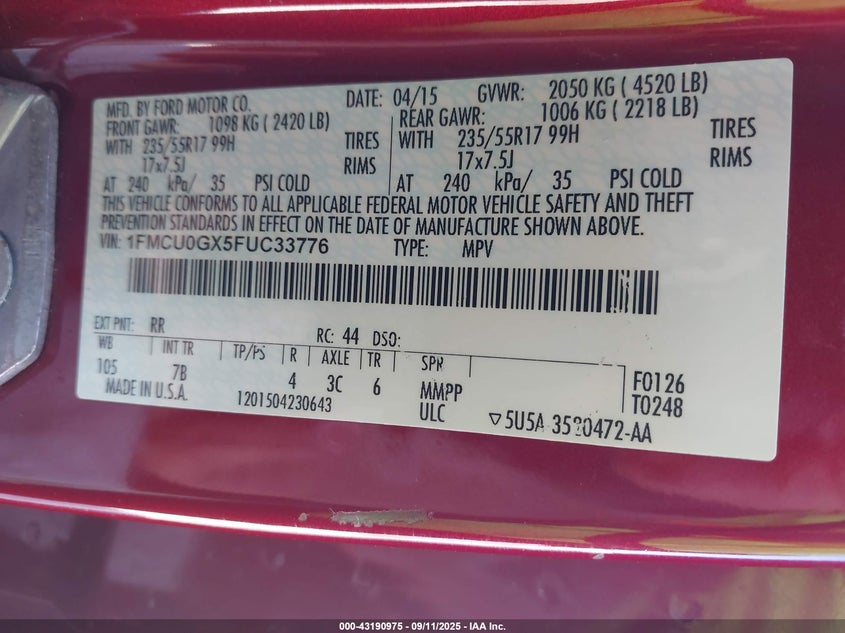 MFD. BY FORD MOTOR CO. DATE: 04/15 GVWR: 2050 KG ( 4520 LB)
FRONT GAWR: 1098 KG ( 2420 LB) REAR GAWR: 1006 KG ( 2218 LB)
WITH 235/55R17 99H TIRES WITH 235/55R17 99H TIRES
17x7.5J RIMS 17x7.5J RIMS
AT 240 kPa/ 35 PSI COLD AT 240 kPa/ 35 PSI COLD
THIS VEHICLE CONFORMS TO ALL APPLICABLE FEDERAL MOTOR VEHICLE SAFETY AND THEFT
PREVENTION STANDARDS IN EFFECT ON THE DATE OF MANUFACTURE SHOWN ABOVE.
VIN: 1FMCU0GX5FUC33776 TYPE: MPV
EXT PNT: RR RC: 44 DSO:
WB INT TR TP/PS R AXLE TR SPR
105 7B 4 3C 6 MMPP F0126
MADE IN U.S.A. 1201504230643 ULC T0248
▽5U5A-3520472-AA
000-43190975 - 09/11/2025 - IAA Inc.